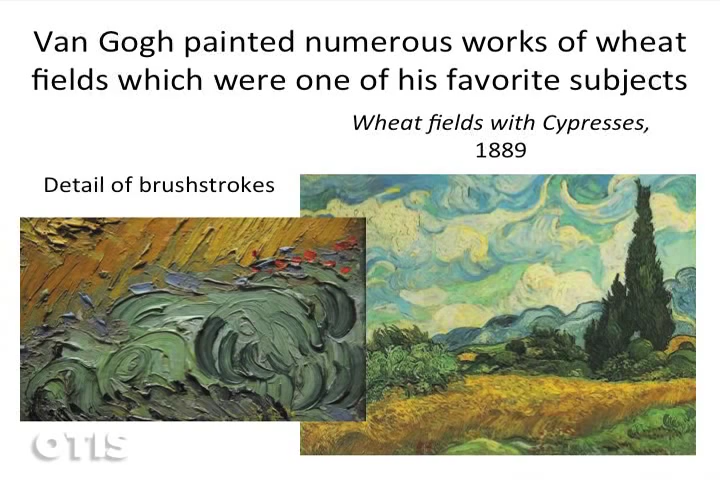 Van Gogh painted numerous works of wheat
fields which were one of his favorite subjects
Wheat fields with Cypresses,
1889
Detail of brushstrokes
OTIS